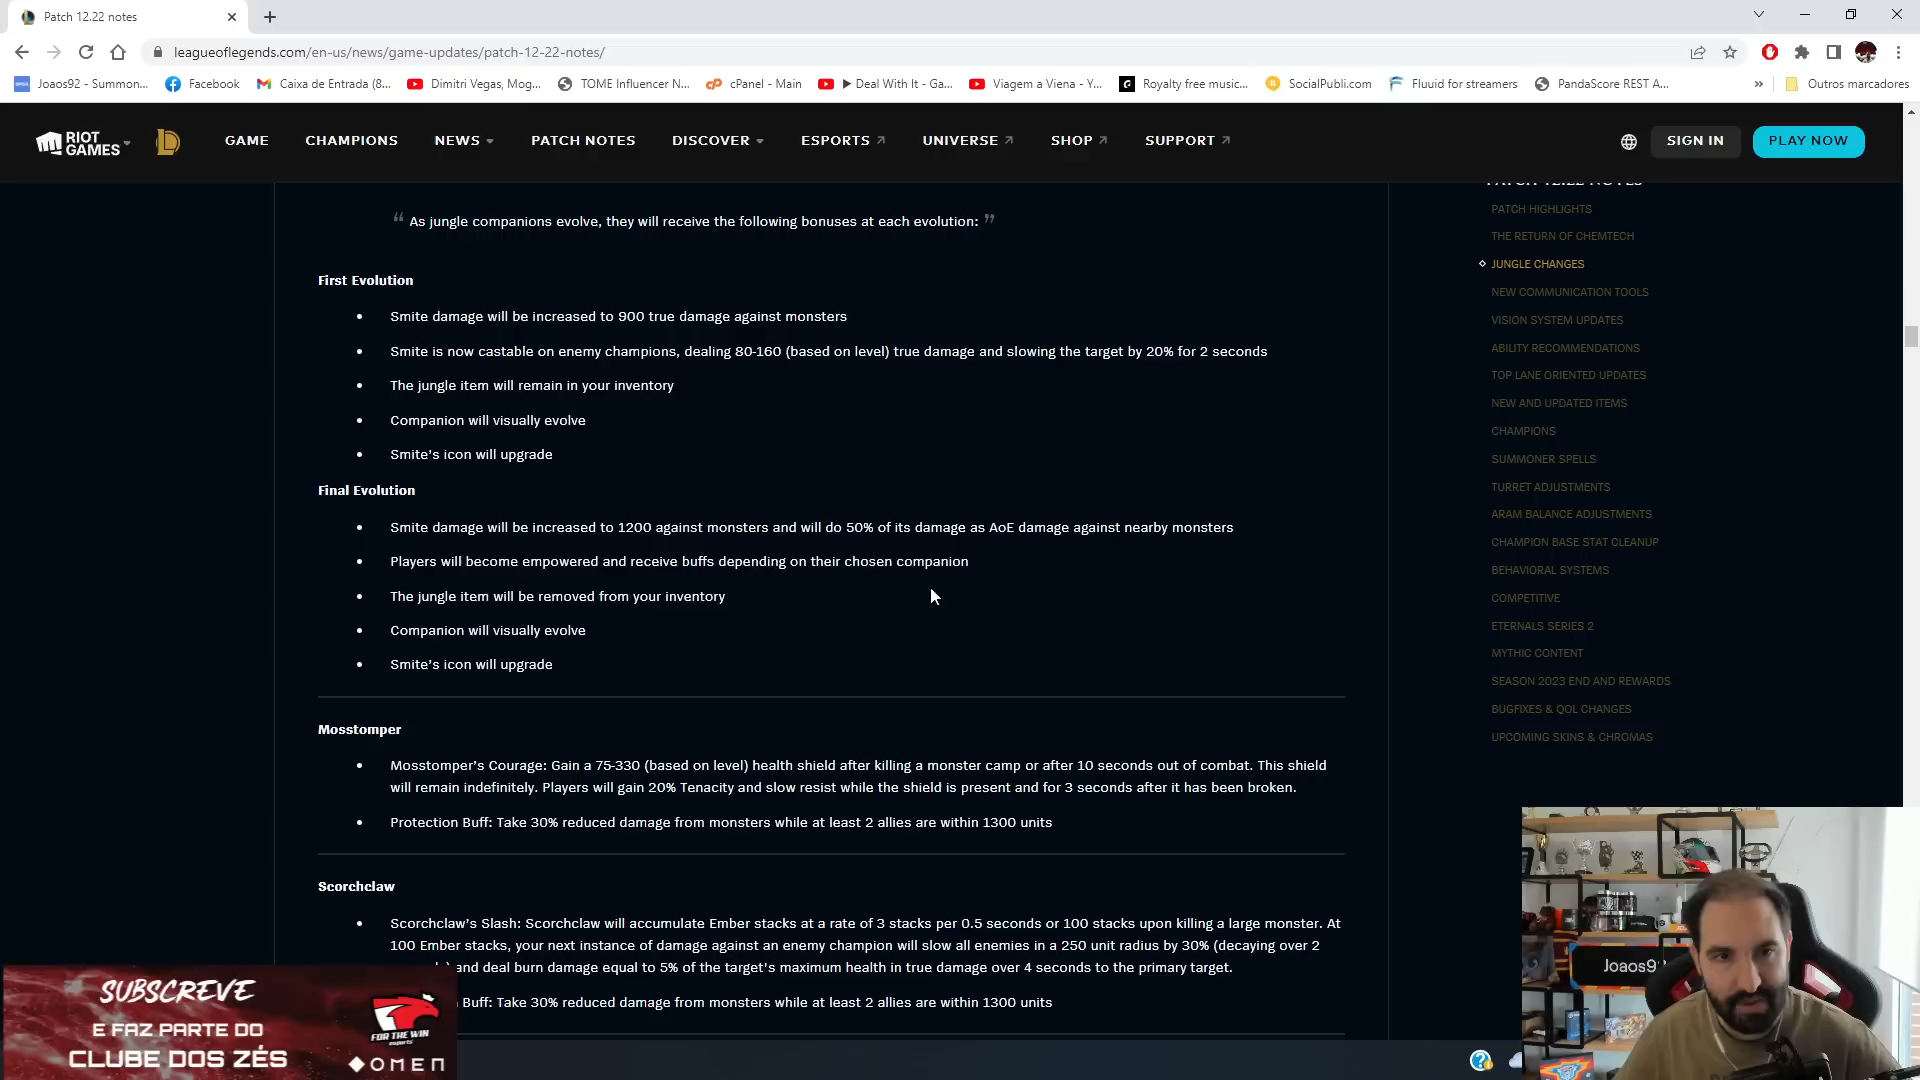 Patch 12.22 notes
leagueoflegends.com/en-us/news/game-updates/patch-12-22-notes/
Joaos92 - Summon... Facebook Caixa de Entrada (8... Dimitri Vegas, Mog... TOME Influencer N... cPanel - Main ▶ Deal With It - Ga... Viagem a Viena - Y... Royalty free music... SocialPubli.com Fluuid for streamers PandaScore REST A... » Outros marcadores
RIOT GAMES GAME CHAMPIONS NEWS PATCH NOTES DISCOVER ESPORTS UNIVERSE SHOP SUPPORT SIGN IN PLAY NOW
PATCH 12.22 NOTES
PATCH HIGHLIGHTS
THE RETURN OF CHEMTECH
JUNGLE CHANGES
NEW COMMUNICATION TOOLS
VISION SYSTEM UPDATES
ABILITY RECOMMENDATIONS
TOP LANE ORIENTED UPDATES
NEW AND UPDATED ITEMS
CHAMPIONS
SUMMONER SPELLS
TURRET ADJUSTMENTS
ARAM BALANCE ADJUSTMENTS
CHAMPION BASE STAT CLEANUP
BEHAVIORAL SYSTEMS
COMPETITIVE
ETERNALS SERIES 2
MYTHIC CONTENT
SEASON 2023 END AND REWARDS
BUGFIXES & QOL CHANGES
UPCOMING SKINS & CHROMAS
“ As jungle companions evolve, they will receive the following bonuses at each evolution: ”
First Evolution
• Smite damage will be increased to 900 true damage against monsters
• Smite is now castable on enemy champions, dealing 80-160 (based on level) true damage and slowing the target by 20% for 2 seconds
• The jungle item will remain in your inventory
• Companion will visually evolve
• Smite’s icon will upgrade
Final Evolution
• Smite damage will be increased to 1200 against monsters and will do 50% of its damage as AoE damage against nearby monsters
• Players will become empowered and receive buffs depending on their chosen companion
• The jungle item will be removed from your inventory
• Companion will visually evolve
• Smite’s icon will upgrade
Mosstomper
• Mosstomper’s Courage: Gain a 75-330 (based on level) health shield after killing a monster camp or after 10 seconds out of combat. This shield
will remain indefinitely. Players will gain 20% Tenacity and slow resist while the shield is present and for 3 seconds after it has been broken.
• Protection Buff: Take 30% reduced damage from monsters while at least 2 allies are within 1300 units
Scorchclaw
• Scorchclaw’s Slash: Scorchclaw will accumulate Ember stacks at a rate of 3 stacks per 0.5 seconds or 100 stacks upon killing a large monster. At
100 Ember stacks, your next instance of damage against an enemy champion will slow all enemies in a 250 unit radius by 30% (decaying over 2
) and deal burn damage equal to 5% of the target's maximum health in true damage over 4 seconds to the primary target.
Buff: Take 30% reduced damage from monsters while at least 2 allies are within 1300 units
SUBSCREVE
E FAZ PARTE DO
CLUBE DOS ZÉS
FOR THE WIN
esports
OMEN
Joaos9